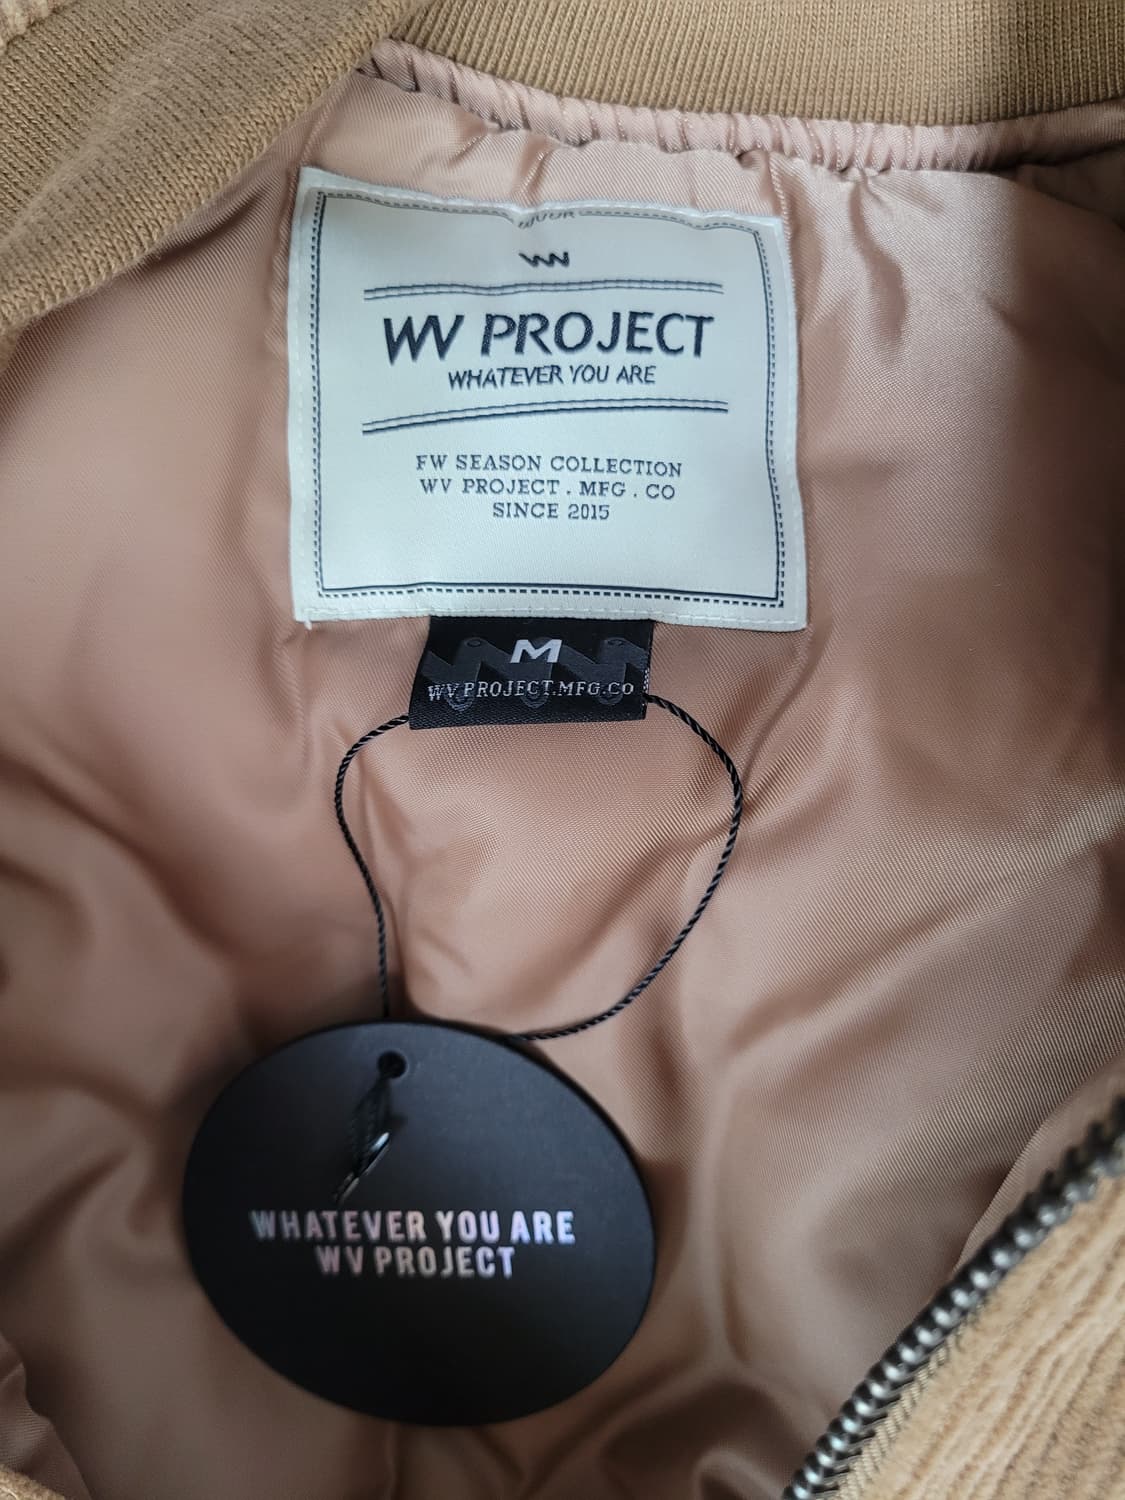 WV PROJECT
WHATEVER YOU ARE
FW SEASON COLLECTION
WV PROJECT . MFG . CO
SINCE 2015
M
WV PROJECT.MFG.CO
WHATEVER YOU ARE
WV PROJECT